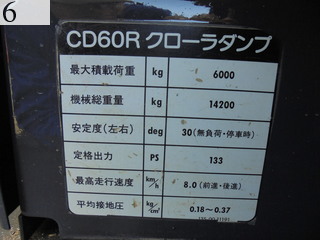 6
CD60R クローラダンプ
最大積載荷重 kg 6000
機械総重量 kg 14200
安定度(左右) deg 30(無負荷・停車時)
定格出力 PS 133
最高走行速度 km/h 8.0(前進・後進)
平均接地圧 kg/cm² 0.18〜0.37